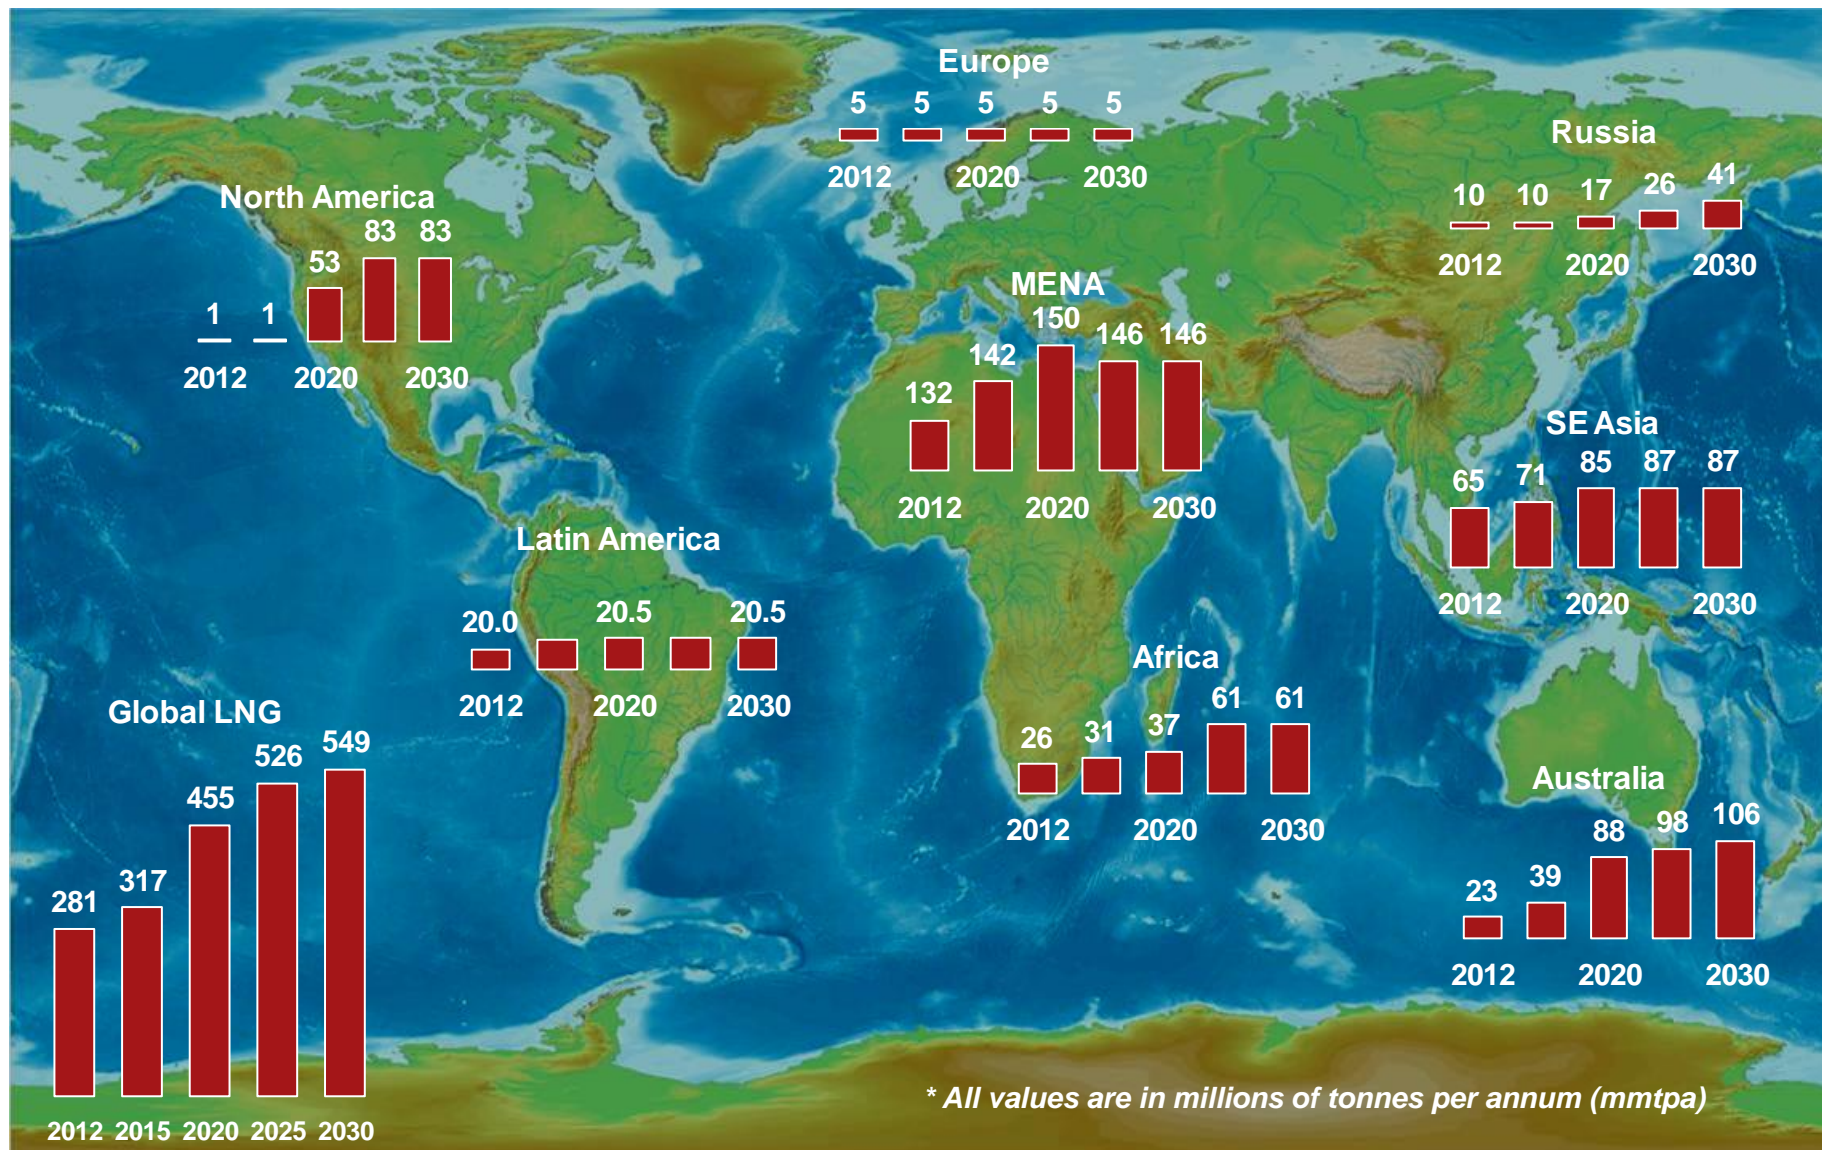 Europe
5 5 5 5 5
2012 2020 2030
Russia
10 10 17 26 41
2012 2020 2030
North America
1 1 53 83 83
2012 2020 2030
MENA
132 142 150 146 146
2012 2020 2030
SE Asia
65 71 85 87 87
2012 2020 2030
Latin America
20.0 20.5 20.5
2012 2020 2030
Africa
26 31 37 61 61
2012 2020 2030
Global LNG
281 317 455 526 549
2012 2015 2020 2025 2030
Australia
23 39 88 98 106
2012 2020 2030
* All values are in millions of tonnes per annum (mmtpa)